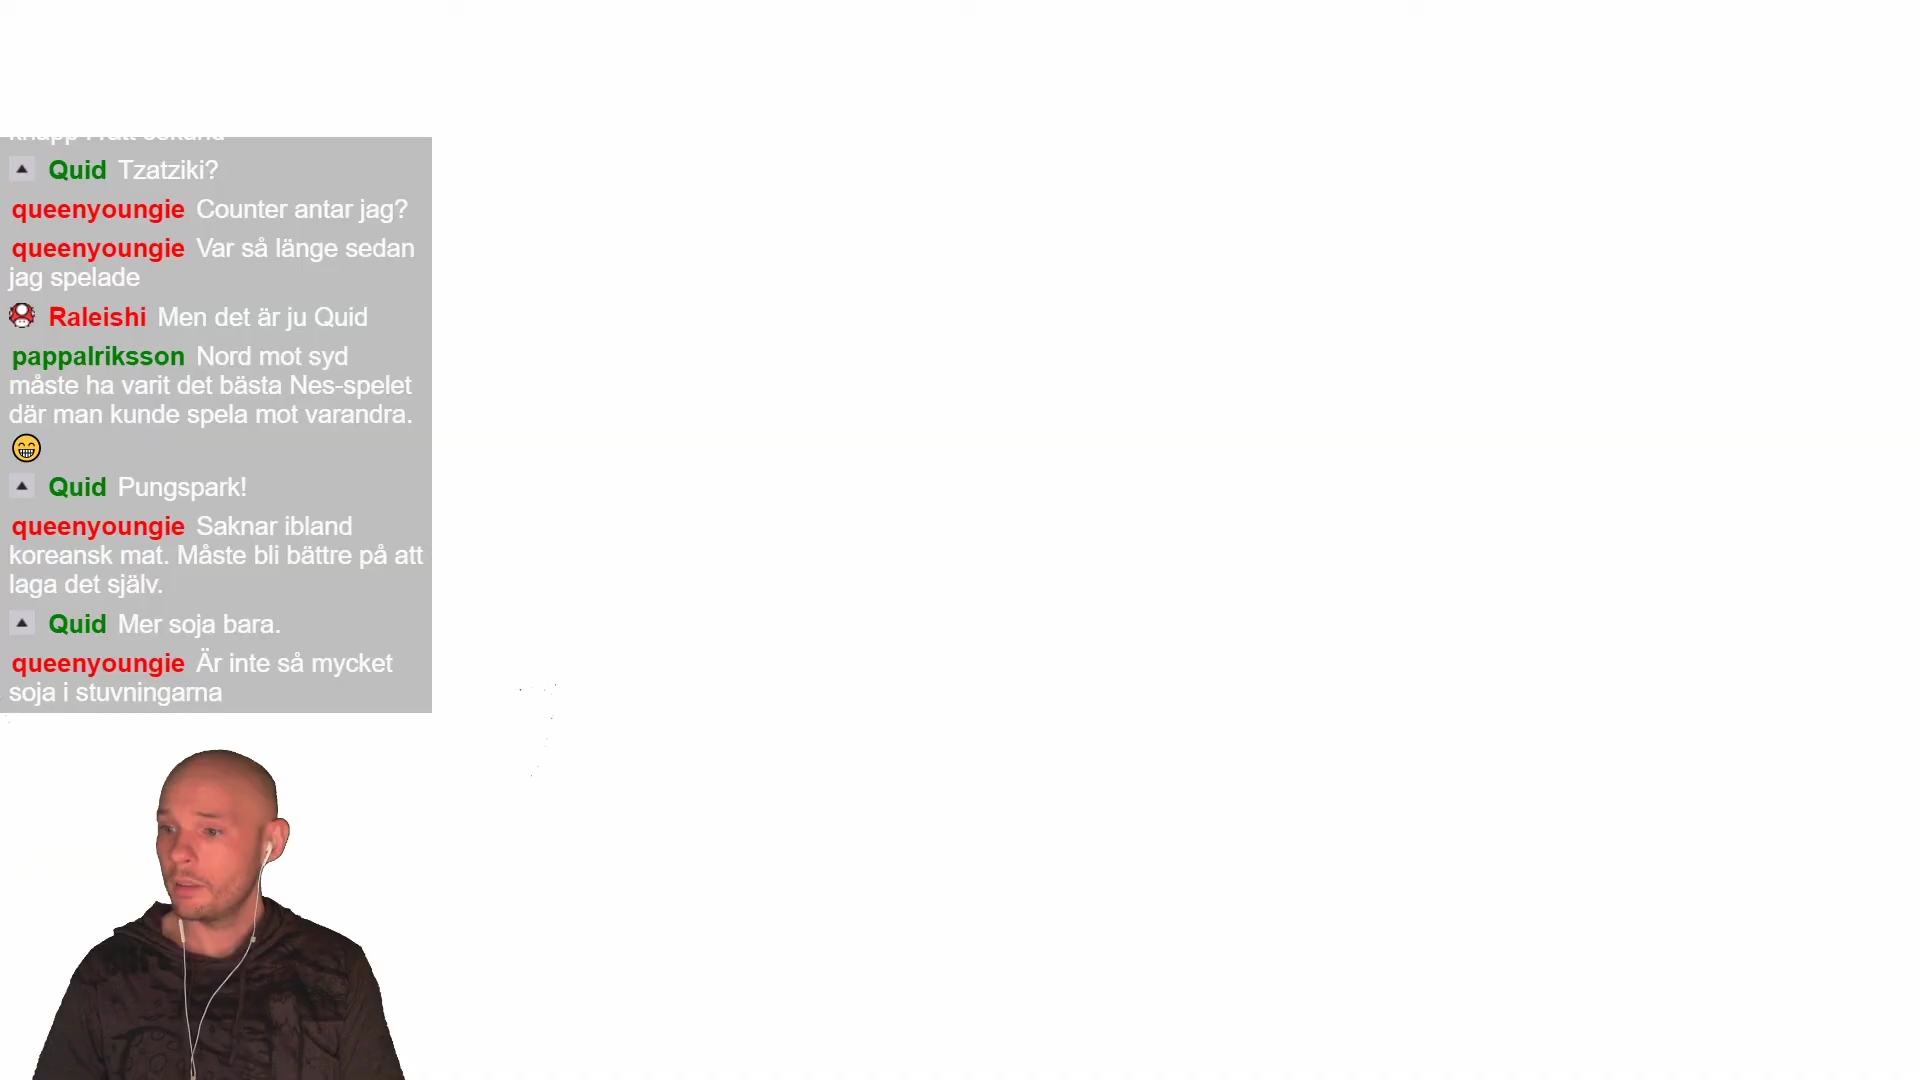 Quid Tzatziki?
queenyoungie Counter antar jag?
queenyoungie Var så länge sedan
jag spelade
Raleishi Men det är ju Quid
pappalriksson Nord mot syd
måste ha varit det bästa Nes-spelet
där man kunde spela mot varandra.
Quid Pungspark!
queenyoungie Saknar ibland
koreansk mat. Måste bli bättre på att
laga det själv.
Quid Mer soja bara.
queenyoungie Är inte så mycket
soja i stuvningarna